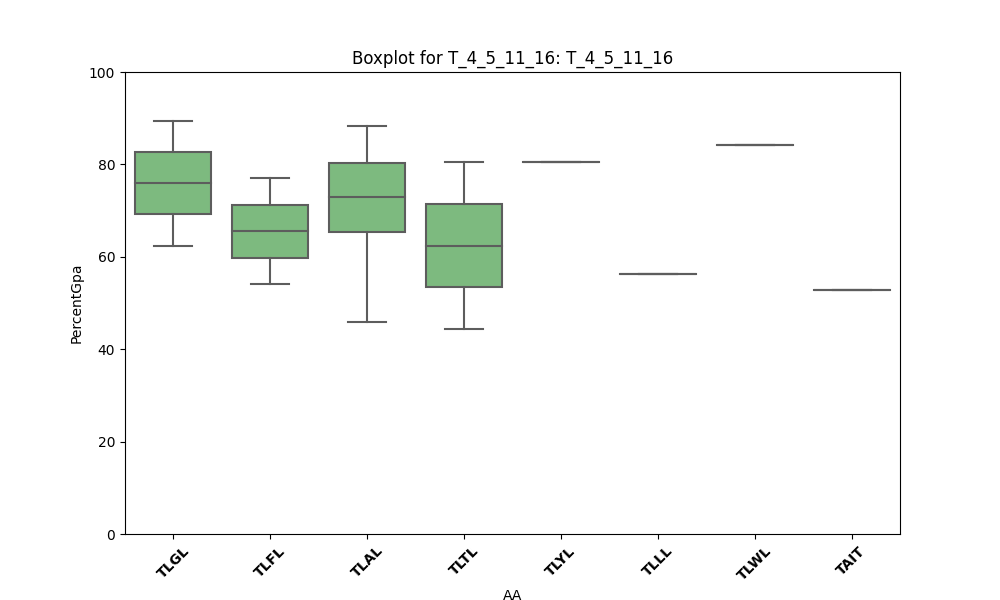 Boxplot for T_4_5_11_16: T_4_5_11_16
100
80
60
40
20
0
PercentGpa
TLGL
TLFL
TLAL
TLTL
TLYL
TLLL
TLWL
TAIT
AA